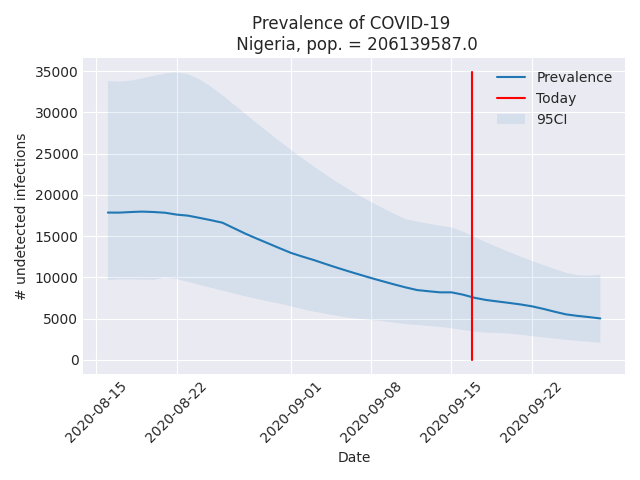 Prevalence of COVID-19
Nigeria, pop. = 206139587.0
35000
30000
25000
20000
15000
10000
5000
0
# undetected infections
Prevalence
Today
95CI
2020-08-15
2020-08-22
2020-09-01
2020-09-08
2020-09-15
2020-09-22
Date